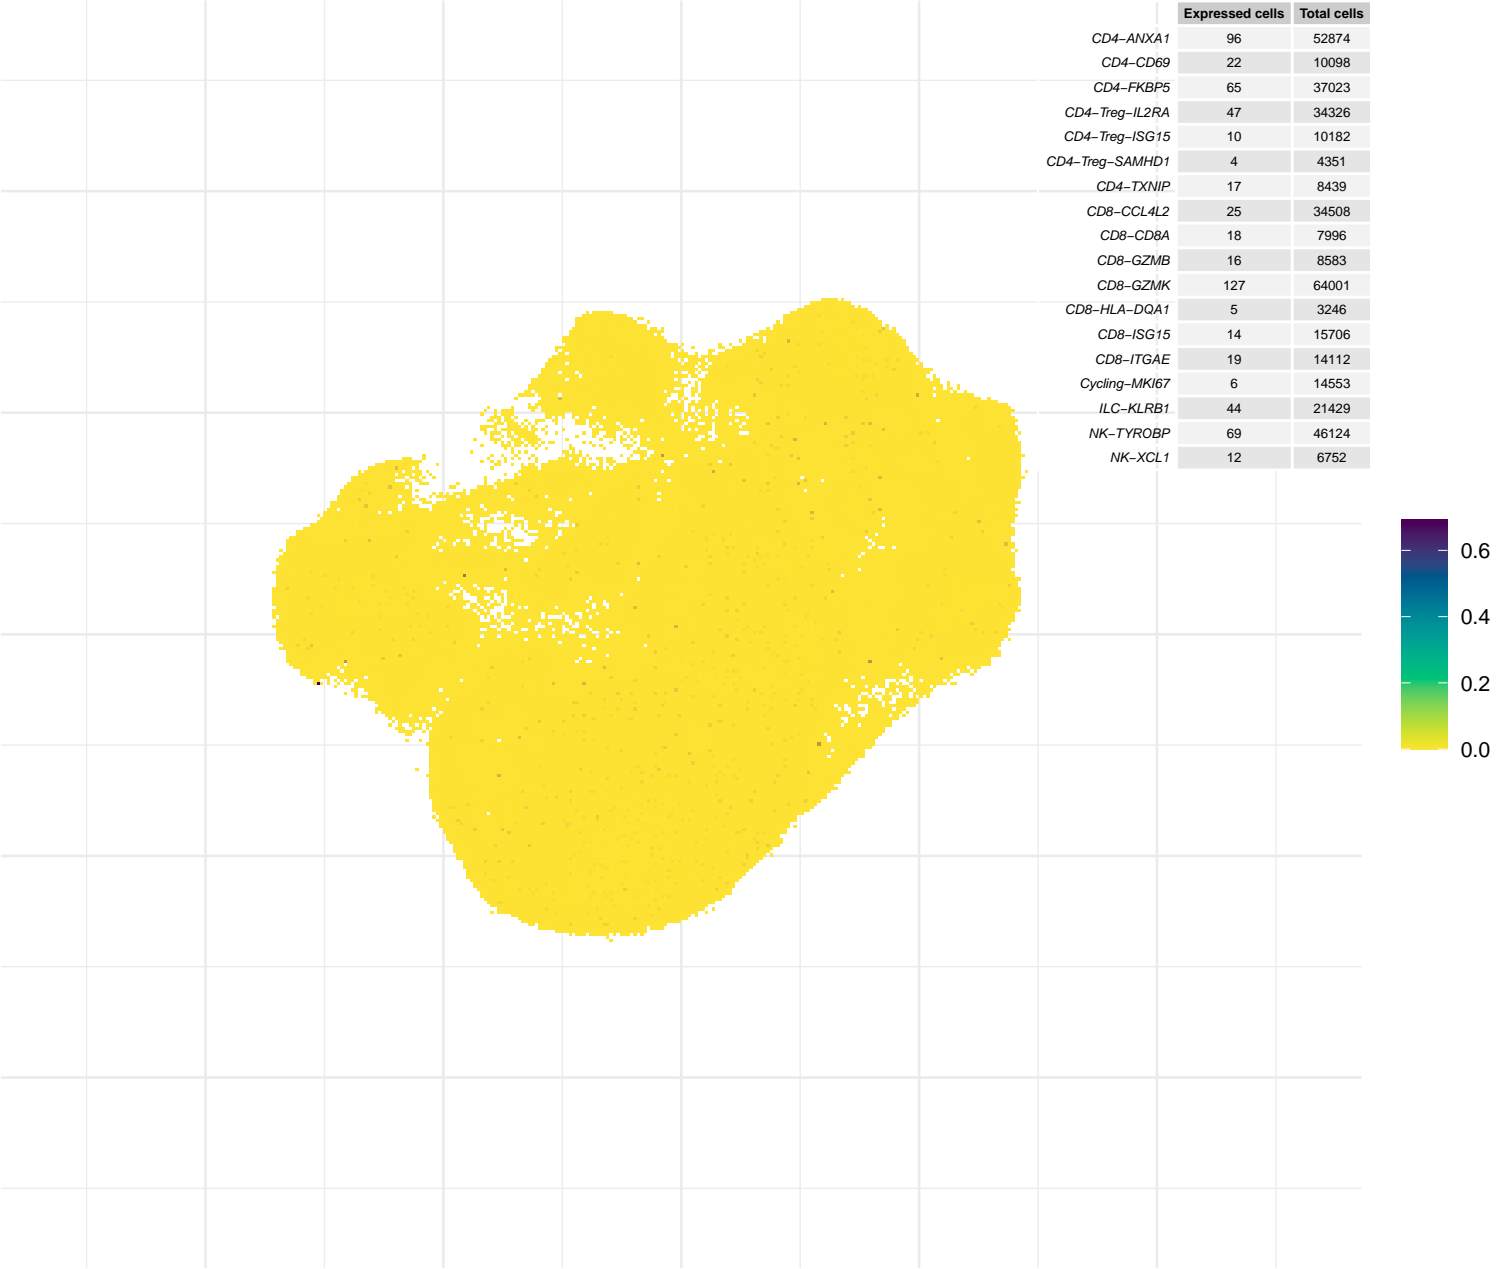 Expressed cells Total cells
CD4−ANXA1 96 52874
CD4−CD69 22 10098
CD4−FKBP5 65 37023
CD4−Treg−IL2RA 47 34326
CD4−Treg−ISG15 10 10182
CD4−Treg−SAMHD1 4 4351
CD4−TXNIP 17 8439
CD8−CCL4L2 25 34508
CD8−CD8A 18 7996
CD8−GZMB 16 8583
CD8−GZMK 127 64001
CD8−HLA−DQA1 5 3246
CD8−ISG15 14 15706
CD8−ITGAE 19 14112
Cycling−MKI67 6 14553
ILC−KLRB1 44 21429
NK−TYROBP 69 46124
NK−XCL1 12 6752
0.6
0.4
0.2
0.0